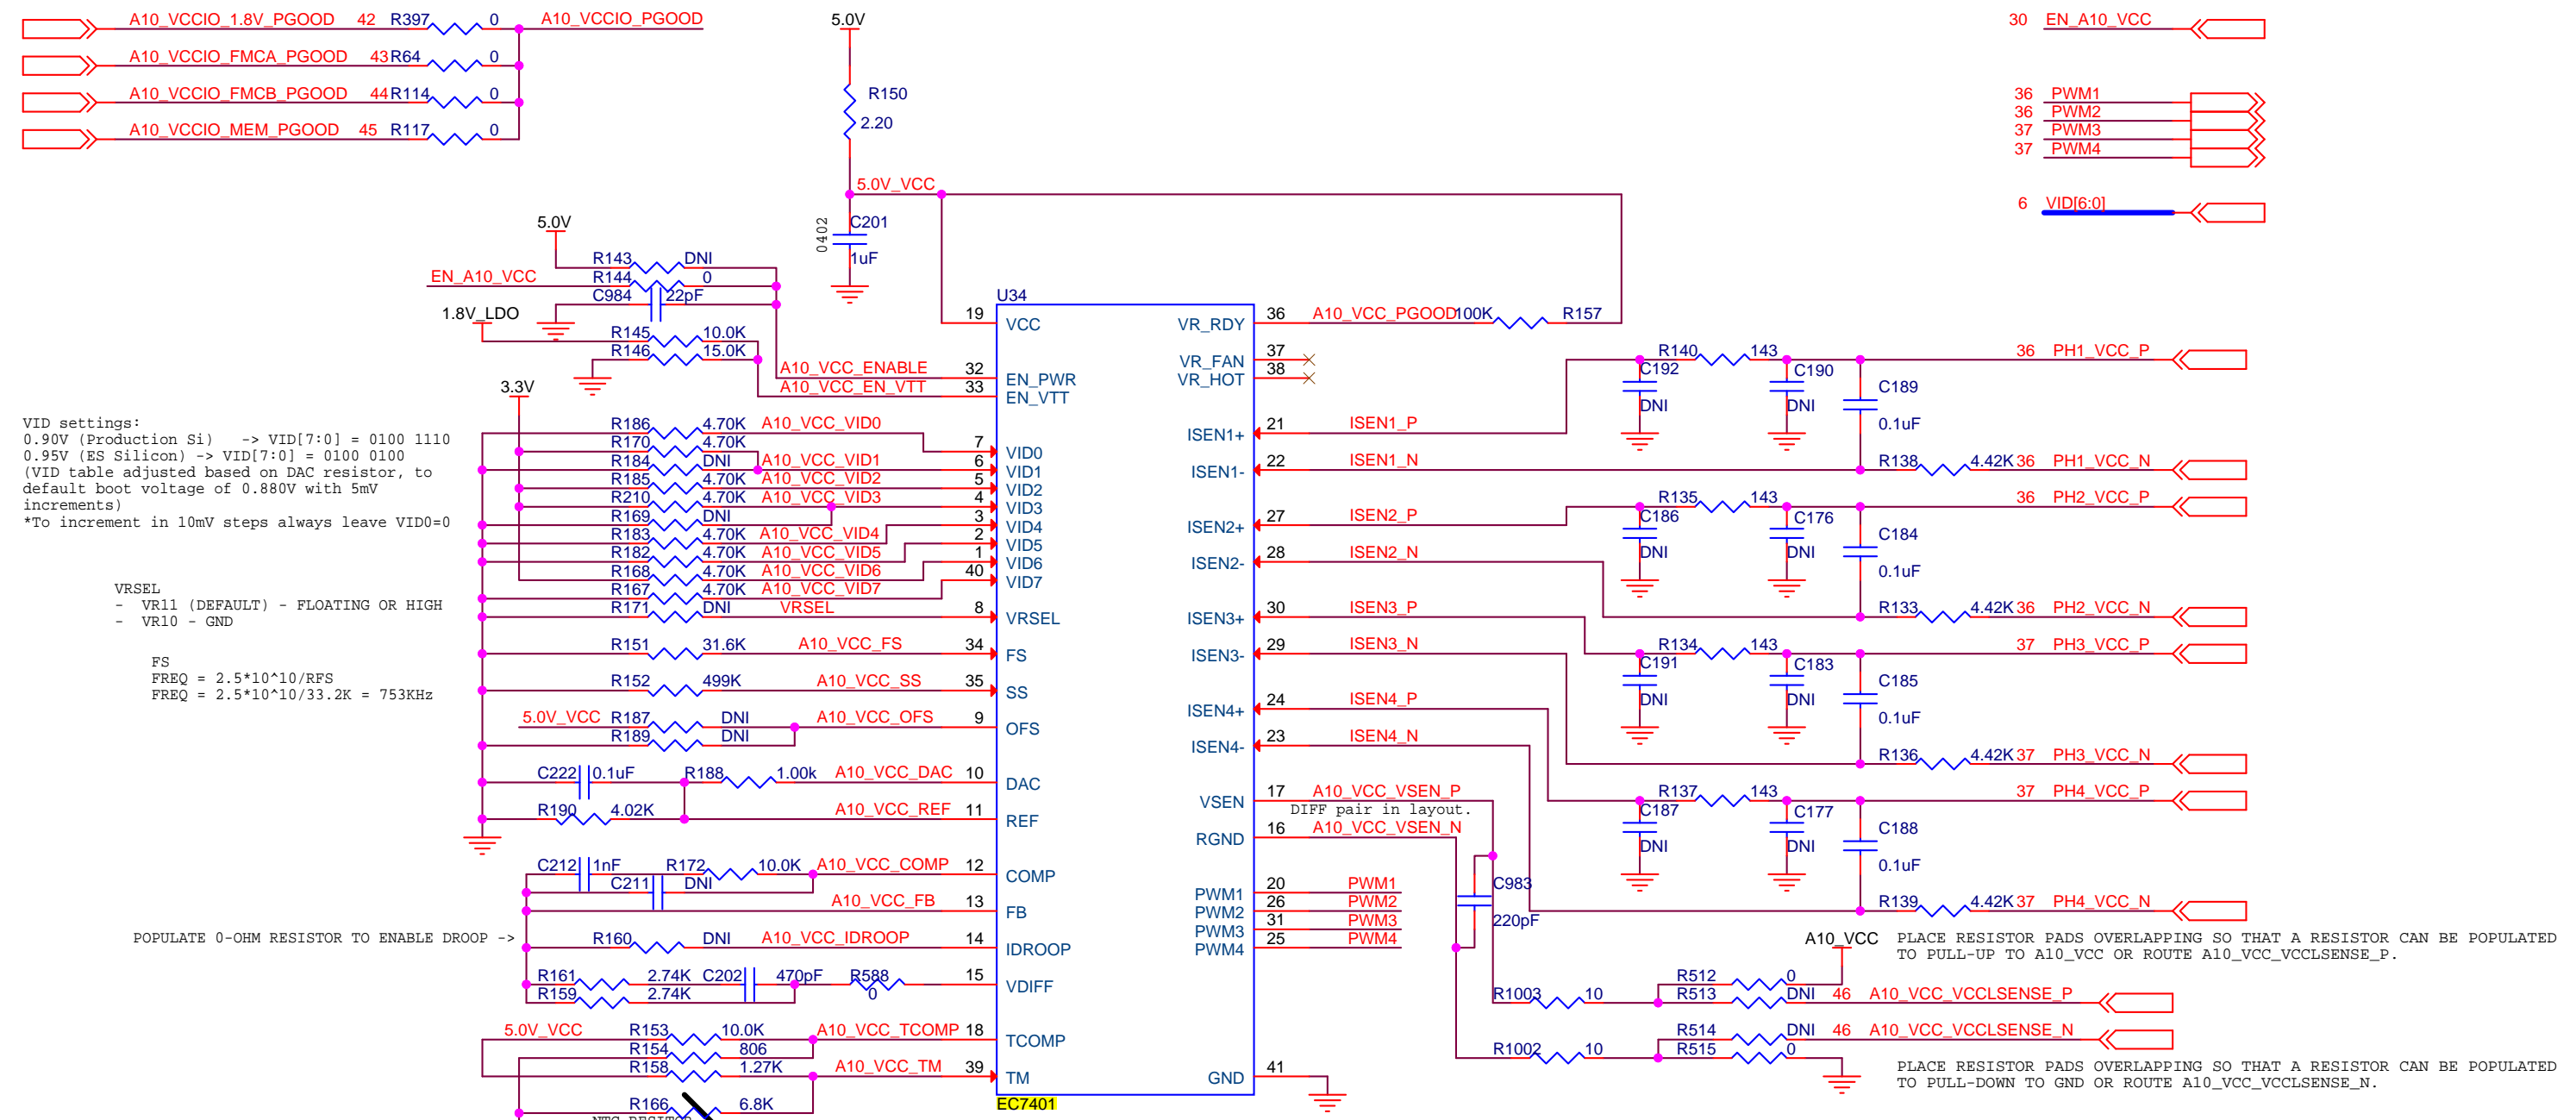 A10_VCCIO_1.8V_PGOOD 42 R397 0 A10_VCCIO_PGOOD
A10_VCCIO_FMCA_PGOOD 43 R64 0
A10_VCCIO_FMCB_PGOOD 44 R114 0
A10_VCCIO_MEM_PGOOD 45 R117 0
5.0V
R150
2.20
5.0V_VCC
0402
C201
1uF
30 EN_A10_VCC
36 PWM1
36 PWM2
37 PWM3
37 PWM4
6 VID[6:0]
5.0V
R143 DNI
EN_A10_VCC R144 0
C984 22pF
1.8V_LDO
R145 10.0K
R146 15.0K
A10_VCC_ENABLE
A10_VCC_EN_VTT
3.3V
VID settings:
0.90V (Production Si) -> VID[7:0] = 0100 1110
0.95V (ES Silicon) -> VID[7:0] = 0100 0100
(VID table adjusted based on DAC resistor, to
default boot voltage of 0.880V with 5mV
increments)
*To increment in 10mV steps always leave VID0=0
VRSEL
- VR11 (DEFAULT) - FLOATING OR HIGH
- VR10 - GND
FS
FREQ = 2.5*10^10/RFS
FREQ = 2.5*10^10/33.2K = 753KHz
R186 4.70K A10_VCC_VID0
R170 4.70K
R184 DNI A10_VCC_VID1
R185 4.70K A10_VCC_VID2
R210 4.70K A10_VCC_VID3
R169 DNI
R183 4.70K A10_VCC_VID4
R182 4.70K A10_VCC_VID5
R168 4.70K A10_VCC_VID6
R167 4.70K A10_VCC_VID7
R171 DNI VRSEL
R151 31.6K A10_VCC_FS
R152 499K A10_VCC_SS
5.0V_VCC R187 DNI A10_VCC_OFS
R189 DNI
C222 0.1uF R188 1.00k A10_VCC_DAC
R190 4.02K A10_VCC_REF
C212 1nF R172 10.0K A10_VCC_COMP
C211 DNI
A10_VCC_FB
POPULATE 0-OHM RESISTOR TO ENABLE DROOP ->
R160 DNI A10_VCC_IDROOP
R161 2.74K C202 470pF R588
R159 2.74K 0
5.0V_VCC R153 10.0K A10_VCC_TCOMP
R154 806
R158 1.27K A10_VCC_TM
R166 6.8K
U34
19 VCC
32 EN_PWR
33 EN_VTT
7 VID0
6 VID1
5 VID2
4 VID3
3 VID4
2 VID5
1 VID6
40 VID7
8 VRSEL
34 FS
35 SS
9 OFS
10 DAC
11 REF
12 COMP
13 FB
14 IDROOP
15 VDIFF
18 TCOMP
39 TM
EC7401
VR_RDY 36 A10_VCC_PGOOD 100K R157
VR_FAN 37
VR_HOT 38
ISEN1+ 21 ISEN1_P
ISEN1- 22 ISEN1_N
ISEN2+ 27 ISEN2_P
ISEN2- 28 ISEN2_N
ISEN3+ 30 ISEN3_P
ISEN3- 29 ISEN3_N
ISEN4+ 24 ISEN4_P
ISEN4- 23 ISEN4_N
VSEN 17 A10_VCC_VSEN_P
DIFF pair in layout.
RGND 16 A10_VCC_VSEN_N
PWM1 20 PWM1
PWM2 26 PWM2
PWM3 31 PWM3
PWM4 25 PWM4
GND 41
C983
220pF
R140 143 36 PH1_VCC_P
C192 C190 C189
DNI DNI 0.1uF
R138 4.42K 36 PH1_VCC_N
R135 143 36 PH2_VCC_P
C186 C176 C184
DNI DNI 0.1uF
R133 4.42K 36 PH2_VCC_N
R134 143 37 PH3_VCC_P
C191 C183 C185
DNI DNI 0.1uF
R136 4.42K 37 PH3_VCC_N
R137 143 37 PH4_VCC_P
C187 C177 C188
DNI DNI 0.1uF
R139 4.42K 37 PH4_VCC_N
A10_VCC
PLACE RESISTOR PADS OVERLAPPING SO THAT A RESISTOR CAN BE POPULATED
TO PULL-UP TO A10_VCC OR ROUTE A10_VCC_VCCLSENSE_P.
R512 0
R1003 10 R513 DNI 46 A10_VCC_VCCLSENSE_P
R514 DNI 46 A10_VCC_VCCLSENSE_N
R1002 10 R515 0
PLACE RESISTOR PADS OVERLAPPING SO THAT A RESISTOR CAN BE POPULATED
TO PULL-DOWN TO GND OR ROUTE A10_VCC_VCCLSENSE_N.